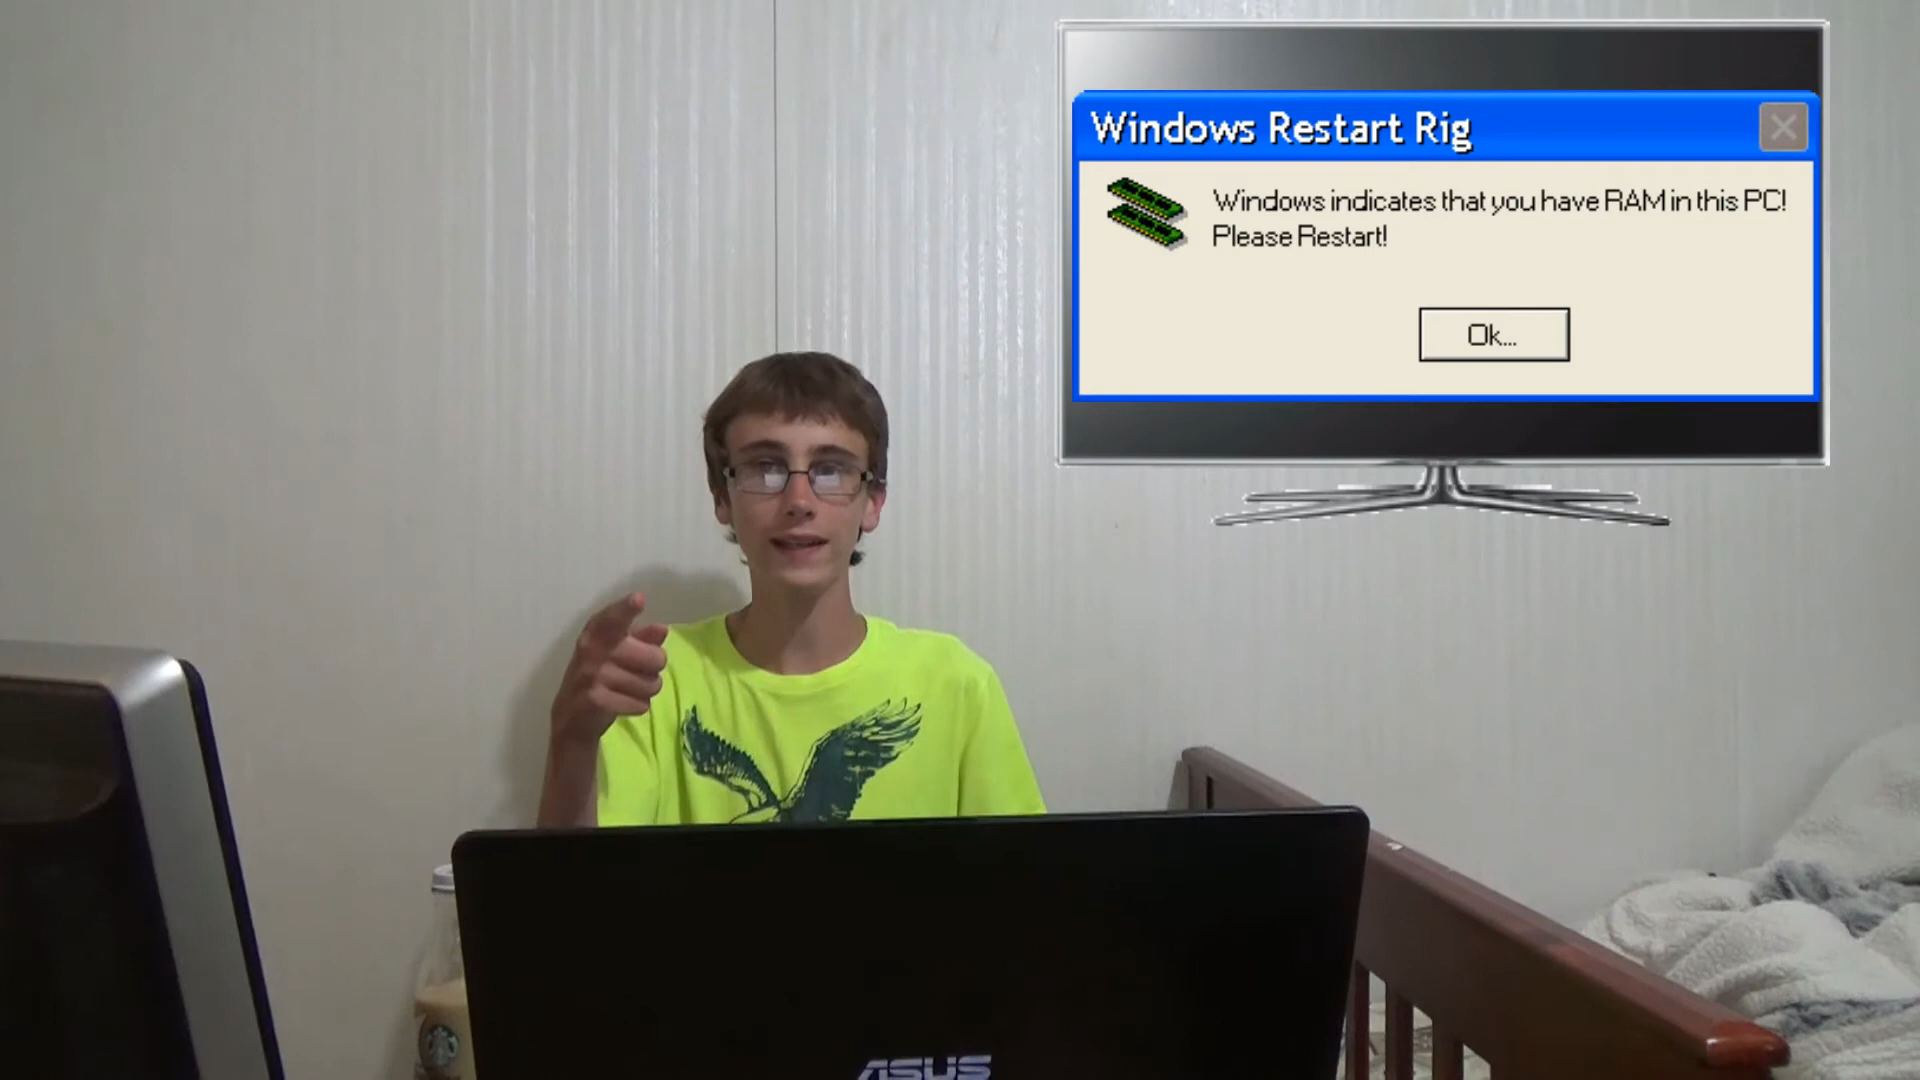 Windows Restart Rig
Windows indicates that you have RAM in this PC!
Please Restart!
Ok...
ASUS